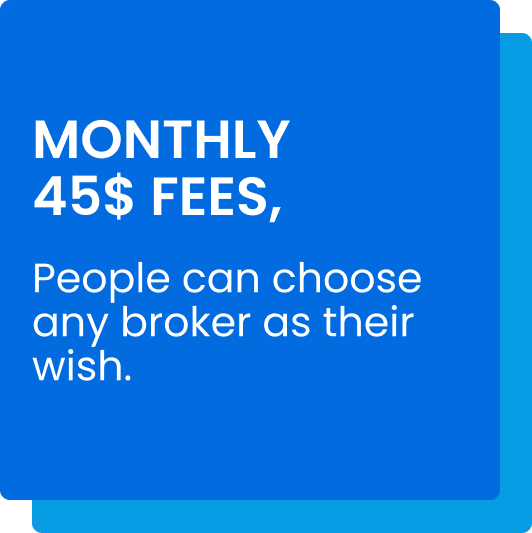 MONTHLY
45$ FEES,
People can choose
any broker as their
wish.